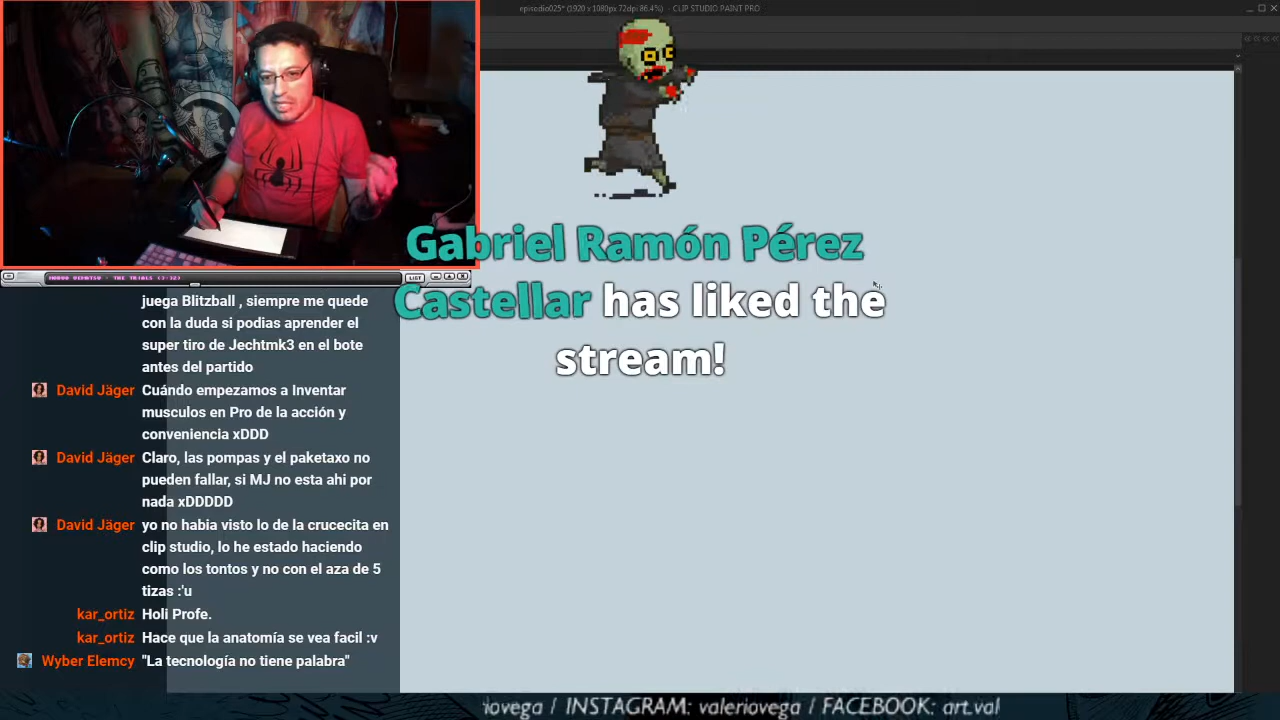 episodio025* (1920 x 1080px 72dpi 86.4%) - CLIP STUDIO PAINT PRO
Gabriel Ramón Pérez
Castellar has liked the
stream!
THE TRIALS (3:32)
LIST
juega Blitzball , siempre me quede
con la duda si podias aprender el
super tiro de Jechtmk3 en el bote
antes del partido
David Jäger Cuándo empezamos a Inventar
musculos en Pro de la acción y
conveniencia xDDD
David Jäger Claro, las pompas y el paketaxo no
pueden fallar, si MJ no esta ahi por
nada xDDDDD
David Jäger yo no habia visto lo de la crucecita en
clip studio, lo he estado haciendo
como los tontos y no con el aza de 5
tizas :'u
kar_ortiz Holi Profe.
kar_ortiz Hace que la anatomía se vea facil :v
Wyber Elemcy "La tecnología no tiene palabra"
iovega / INSTAGRAM: valeriovega / FACEBOOK: art.val